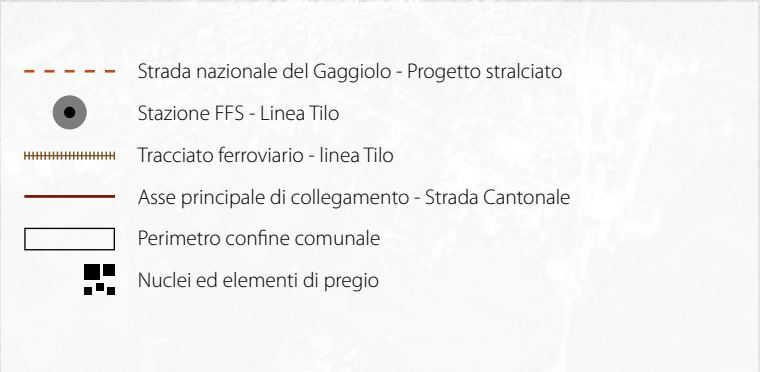 Strada nazionale del Gaggiolo - Progetto stralciato
Stazione FFS - Linea Tilo
Tracciato ferroviario - linea Tilo
Asse principale di collegamento - Strada Cantonale
Perimetro confine comunale
Nuclei ed elementi di pregio